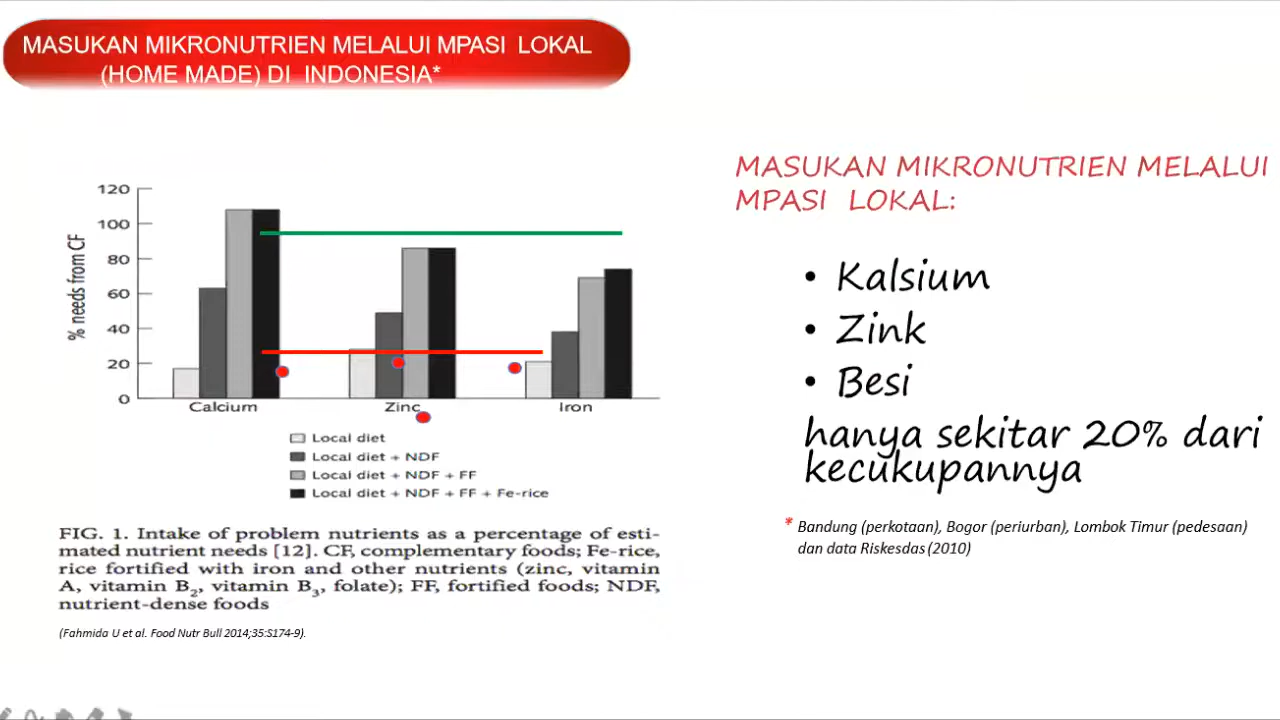 MASUKAN MIKRONUTRIEN MELALUI MPASI LOKAL
(HOME MADE) DI INDONESIA*
MASUKAN MIKRONUTRIEN MELALUI
MPASI LOKAL:
• Kalsium
• Zink
• Besi
hanya sekitar 20% dari
kecukupannya
* Bandung (perkotaan), Bogor (periurban), Lombok Timur (pedesaan)
dan data Riskesdas (2010)
% needs from CF
120
100
80
60
40
20
0
Calcium
Zinc
Iron
Local diet
Local diet + NDF
Local diet + NDF + FF
Local diet + NDF + FF + Fe-rice
FIG. 1. Intake of problem nutrients as a percentage of esti-
mated nutrient needs [12]. CF, complementary foods; Fe-rice,
rice fortified with iron and other nutrients (zinc, vitamin
A, vitamin B2, vitamin B3, folate); FF, fortified foods; NDF,
nutrient-dense foods
(Fahmida U et al. Food Nutr Bull 2014;35:S174-9).